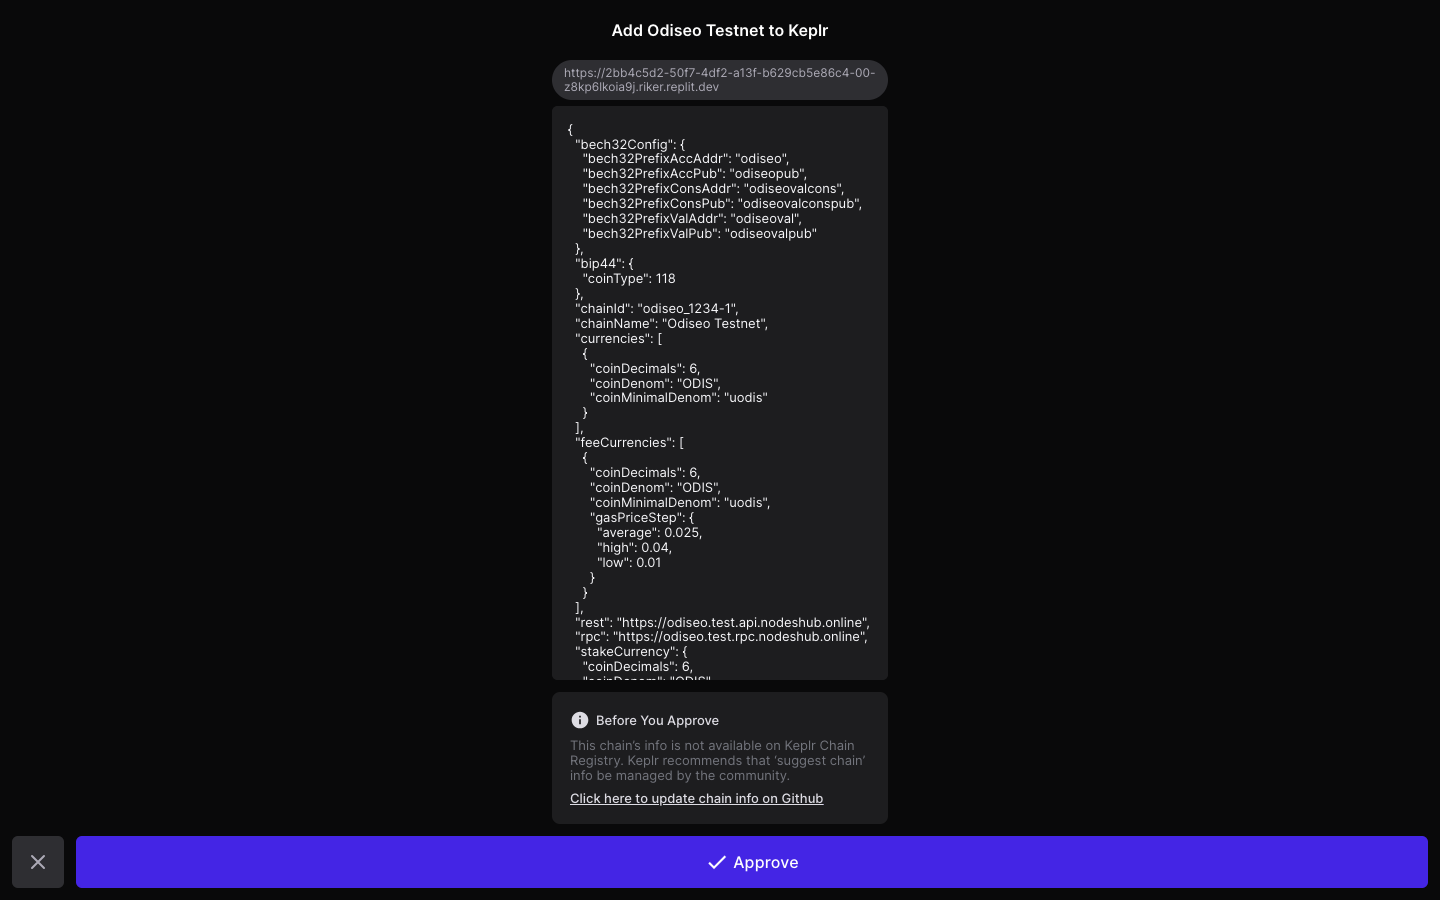 Add Odiseo Testnet to Keplr
https://2bb4c5d2-50f7-4df2-a13f-b629cb5e86c4-00-
z8kp6lkoia9j.riker.replit.dev
{
"bech32Config": {
"bech32PrefixAccAddr": "odiseo",
"bech32PrefixAccPub": "odiseopub",
"bech32PrefixConsAddr": "odiseovalcons",
"bech32PrefixConsPub": "odiseovalconspub",
"bech32PrefixValAddr": "odiseoval",
"bech32PrefixValPub": "odiseovalpub"
},
"bip44": {
"coinType": 118
},
"chainId": "odiseo_1234-1",
"chainName": "Odiseo Testnet",
"currencies": [
{
"coinDecimals": 6,
"coinDenom": "ODIS",
"coinMinimalDenom": "uodis"
}
],
"feeCurrencies": [
{
"coinDecimals": 6,
"coinDenom": "ODIS",
"coinMinimalDenom": "uodis",
"gasPriceStep": {
"average": 0.025,
"high": 0.04,
"low": 0.01
}
}
],
"rest": "https://odiseo.test.api.nodeshub.online",
"rpc": "https://odiseo.test.rpc.nodeshub.online",
"stakeCurrency": {
"coinDecimals": 6,
"coinDenom": "ODIS",
Before You Approve
This chain's info is not available on Keplr Chain
Registry. Keplr recommends that ‘suggest chain’
info be managed by the community.
Click here to update chain info on Github
Approve